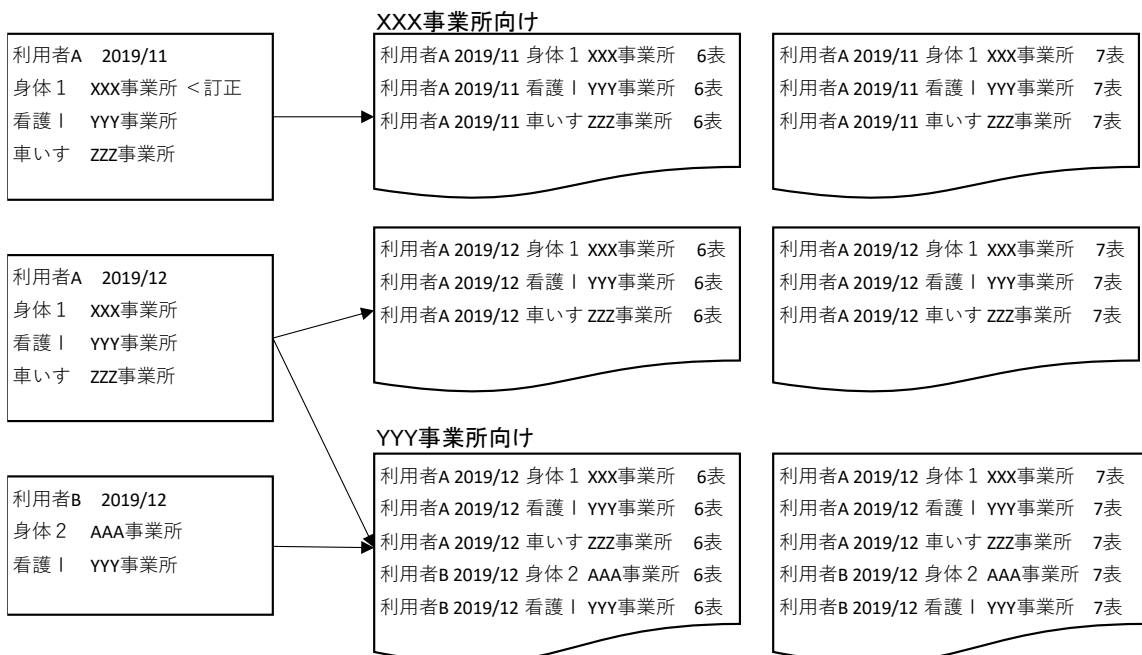 XXX事業所向け
利用者A 2019/11
身体１ XXX事業所 ＜訂正
看護Ⅰ YYY事業所
車いす ZZZ事業所
利用者A 2019/11 身体１ XXX事業所 6表
利用者A 2019/11 看護Ⅰ YYY事業所 6表
利用者A 2019/11 車いす ZZZ事業所 6表
利用者A 2019/11 身体１ XXX事業所 7表
利用者A 2019/11 看護Ⅰ YYY事業所 7表
利用者A 2019/11 車いす ZZZ事業所 7表
利用者A 2019/12
身体１ XXX事業所
看護Ⅰ YYY事業所
車いす ZZZ事業所
利用者A 2019/12 身体１ XXX事業所 6表
利用者A 2019/12 看護Ⅰ YYY事業所 6表
利用者A 2019/12 車いす ZZZ事業所 6表
利用者A 2019/12 身体１ XXX事業所 7表
利用者A 2019/12 看護Ⅰ YYY事業所 7表
利用者A 2019/12 車いす ZZZ事業所 7表
YYY事業所向け
利用者B 2019/12
身体２ AAA事業所
看護Ⅰ YYY事業所
利用者A 2019/12 身体１ XXX事業所 6表
利用者A 2019/12 看護Ⅰ YYY事業所 6表
利用者A 2019/12 車いす ZZZ事業所 6表
利用者B 2019/12 身体２ AAA事業所 6表
利用者B 2019/12 看護Ⅰ YYY事業所 6表
利用者A 2019/12 身体１ XXX事業所 7表
利用者A 2019/12 看護Ⅰ YYY事業所 7表
利用者A 2019/12 車いす ZZZ事業所 7表
利用者B 2019/12 身体２ AAA事業所 7表
利用者B 2019/12 看護Ⅰ YYY事業所 7表